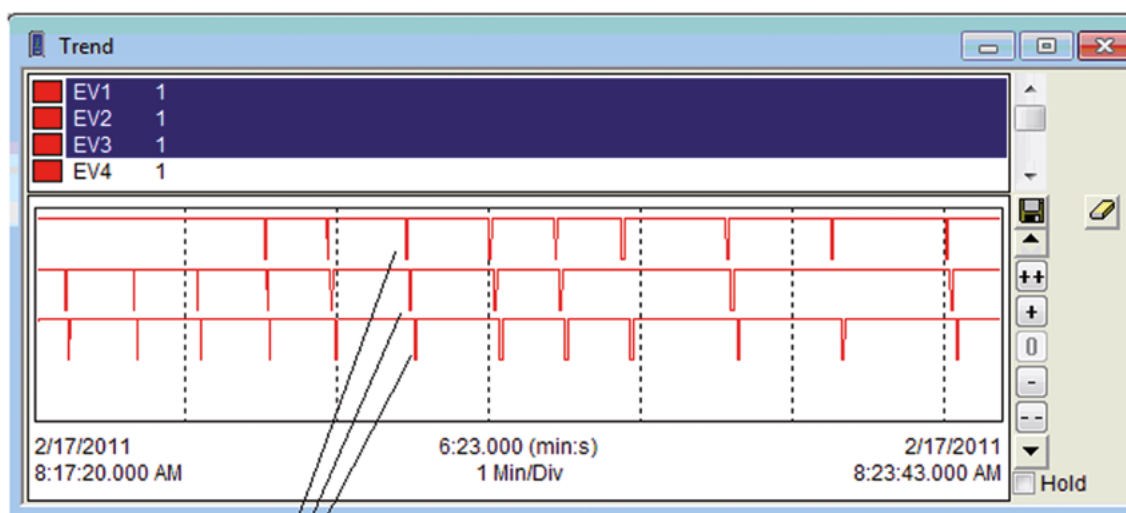 Trend
EV1 1
EV2 1
EV3 1
EV4 1
++
+
0
-
--
2/17/2011 6:23.000 (min:s) 2/17/2011
8:17:20.000 AM 1 Min/Div 8:23:43.000 AM
Hold